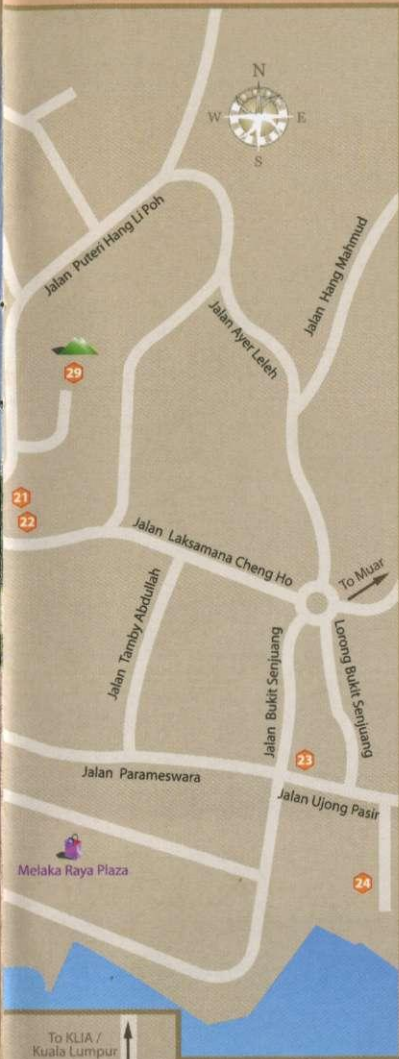 N
W
E
S
Jalan Puteri Hang Li Poh
Jalan Hang Mahmud
Jalan Ayer Leleh
29
21
22
Jalan Laksamana Cheng Ho
To Muar
Jalan Tamby Abdullah
Jalan Bukit Senjuang
Lorong Bukit Senjuang
23
Jalan Parameswara
Jalan Ujong Pasir
Melaka Raya Plaza
24
To KLIA /
Kuala Lumpur